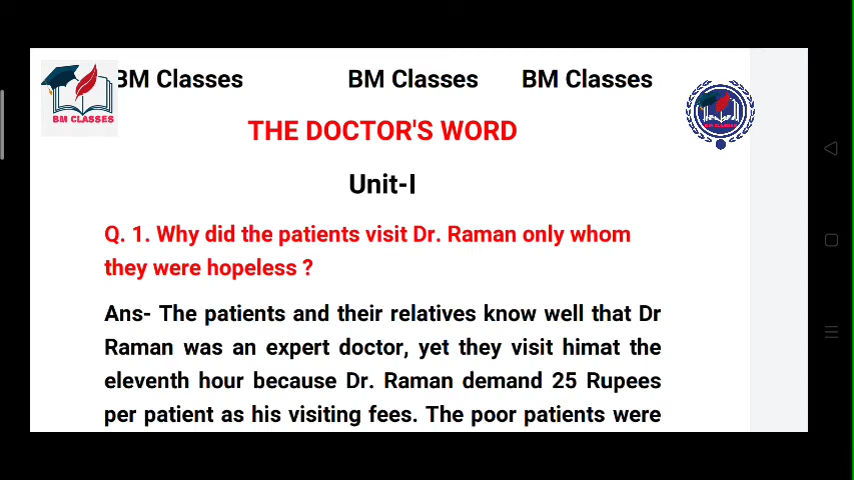 BM Classes BM Classes BM Classes
BM CLASSES
THE DOCTOR'S WORD
Unit-I
Q. 1. Why did the patients visit Dr. Raman only whom
they were hopeless ?
Ans- The patients and their relatives know well that Dr
Raman was an expert doctor, yet they visit himat the
eleventh hour because Dr. Raman demand 25 Rupees
per patient as his visiting fees. The poor patients were